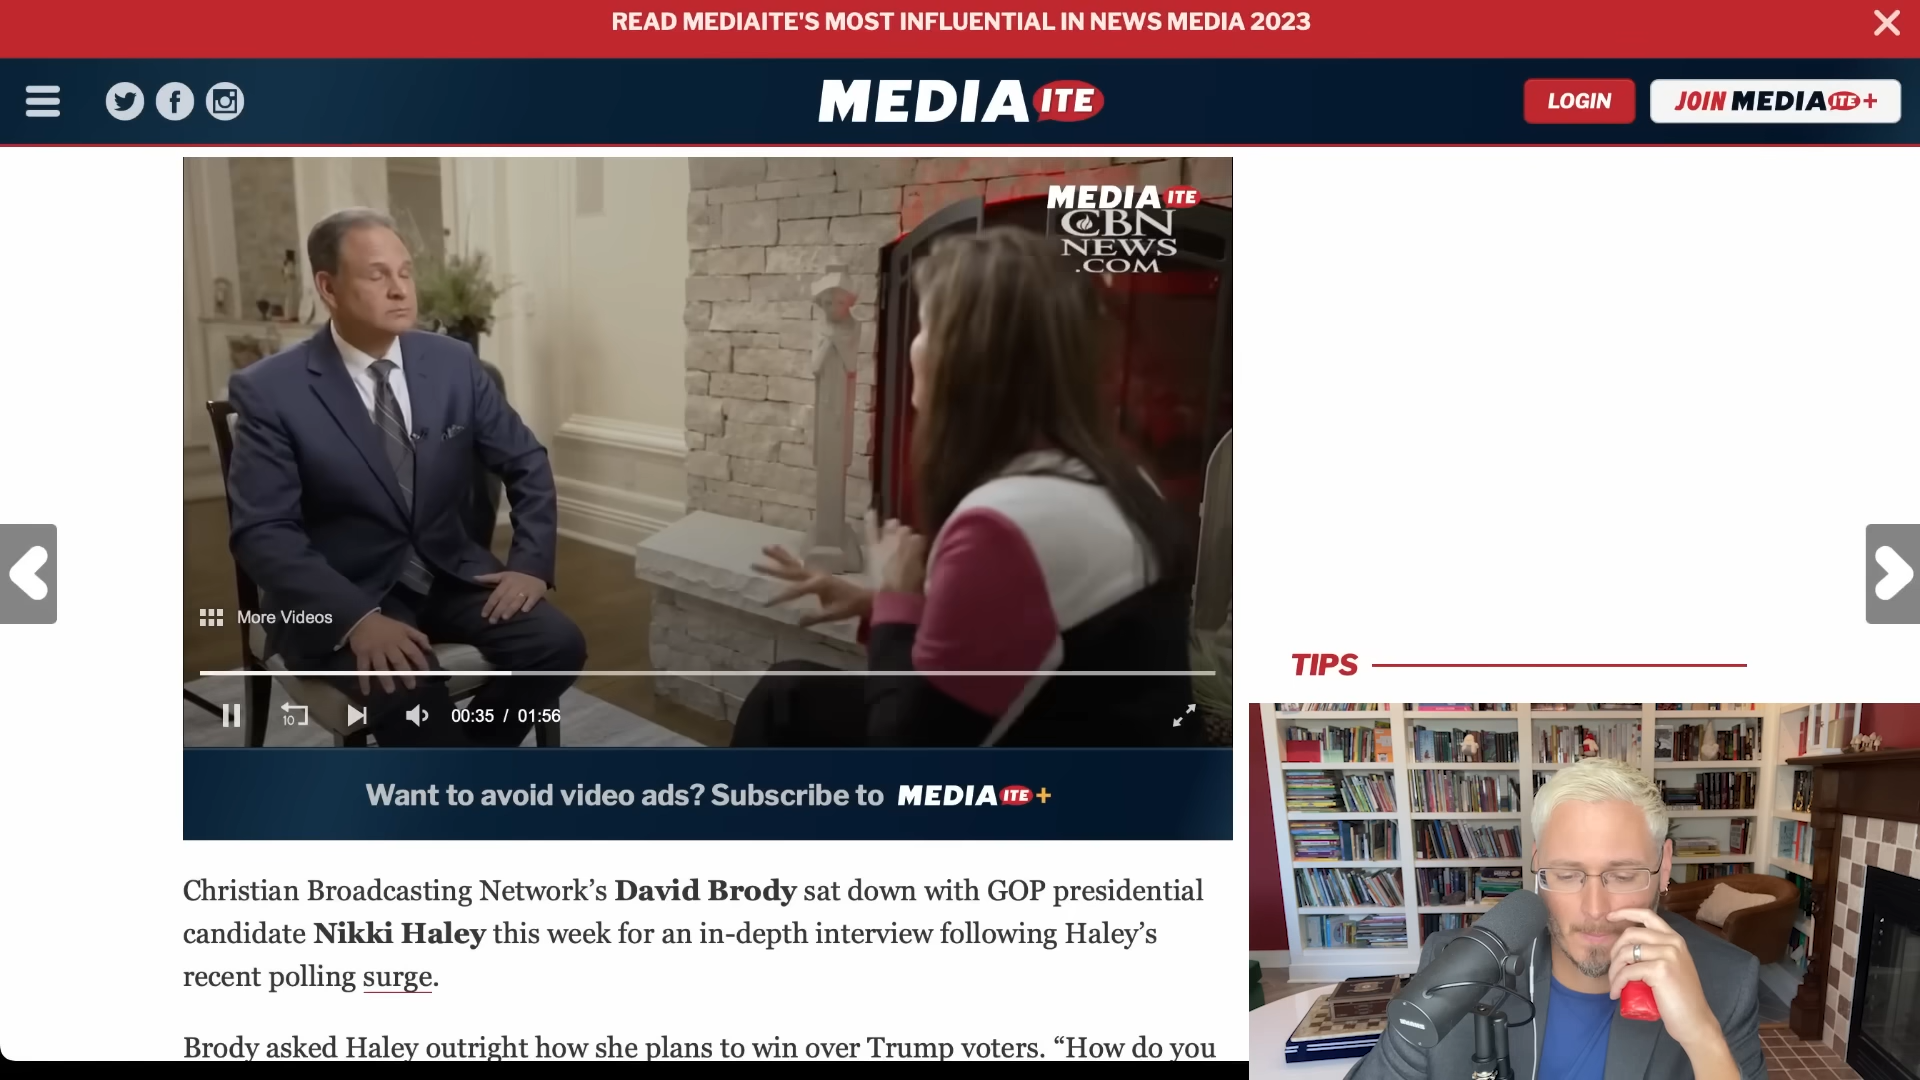 READ MEDIAITE'S MOST INFLUENTIAL IN NEWS MEDIA 2023
MEDIAITE
LOGIN
JOIN MEDIAITE+
MEDIAITE
CBN
NEWS
.COM
More Videos
10
00:35 / 01:56
Want to avoid video ads? Subscribe to MEDIAITE+
TIPS
Christian Broadcasting Network’s David Brody sat down with GOP presidential
candidate Nikki Haley this week for an in-depth interview following Haley’s
recent polling surge.
Brody asked Haley outright how she plans to win over Trump voters. “How do you